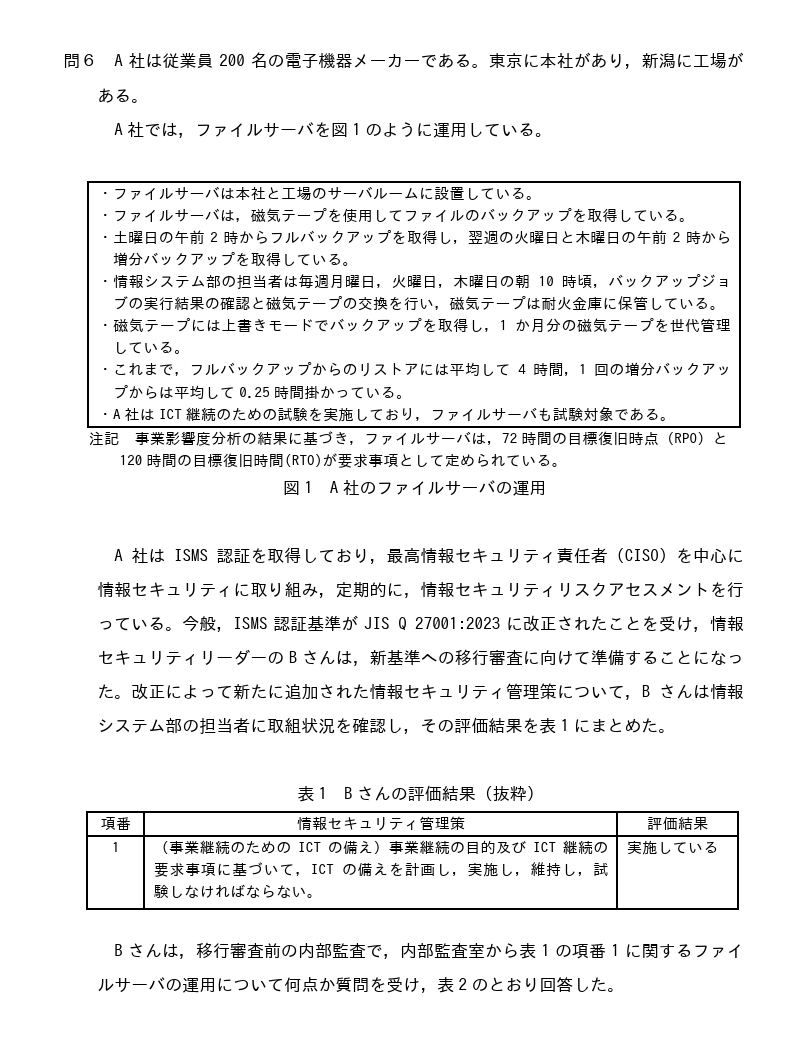 問６　Ａ社は従業員 200 名の電子機器メーカーである。東京に本社があり，新潟に工場が
ある。
Ａ社では，ファイルサーバを図１のように運用している。
・ファイルサーバは本社と工場のサーバルームに設置している。
・ファイルサーバは，磁気テープを使用してファイルのバックアップを取得している。
・土曜日の午前 2 時からフルバックアップを取得し，翌週の火曜日と木曜日の午前 2 時から
増分バックアップを取得している。
・情報システム部の担当者は毎週月曜日，火曜日，木曜日の朝 10 時頃，バックアップジョ
ブの実行結果の確認と磁気テープの交換を行い，磁気テープは耐火金庫に保管している。
・磁気テープには上書きモードでバックアップを取得し，1 か月分の磁気テープを世代管理
している。
・これまで，フルバックアップからのリストアには平均して 4 時間，1 回の増分バックアッ
プからは平均して 0.25 時間掛かっている。
・A 社は ICT 継続のための試験を実施しており，ファイルサーバも試験対象である。
注記　事業影響度分析の結果に基づき，ファイルサーバは，72 時間の目標復旧時点（RPO）と
120 時間の目標復旧時間(RTO)が要求事項として定められている。
図１　Ａ社のファイルサーバの運用
Ａ社は ISMS 認証を取得しており，最高情報セキュリティ責任者（CISO）を中心に
情報セキュリティに取り組み，定期的に，情報セキュリティリスクアセスメントを行
っている。今般，ISMS 認証基準が JIS Q 27001:2023 に改正されたことを受け，情報
セキュリティリーダーのＢさんは，新基準への移行審査に向けて準備することになっ
た。改正によって新たに追加された情報セキュリティ管理策について，Ｂさんは情報
システム部の担当者に取組状況を確認し，その評価結果を表１にまとめた。
表１　Ｂさんの評価結果（抜粋）
項番　情報セキュリティ管理策　評価結果
1　（事業継続のための ICT の備え）事業継続の目的及び ICT 継続の　実施している
要求事項に基づいて，ICT の備えを計画し，実施し，維持し，試
験しなければならない。
Ｂさんは，移行審査前の内部監査で，内部監査室から表１の項番１に関するファイ
ルサーバの運用について何点か質問を受け，表２のとおり回答した。